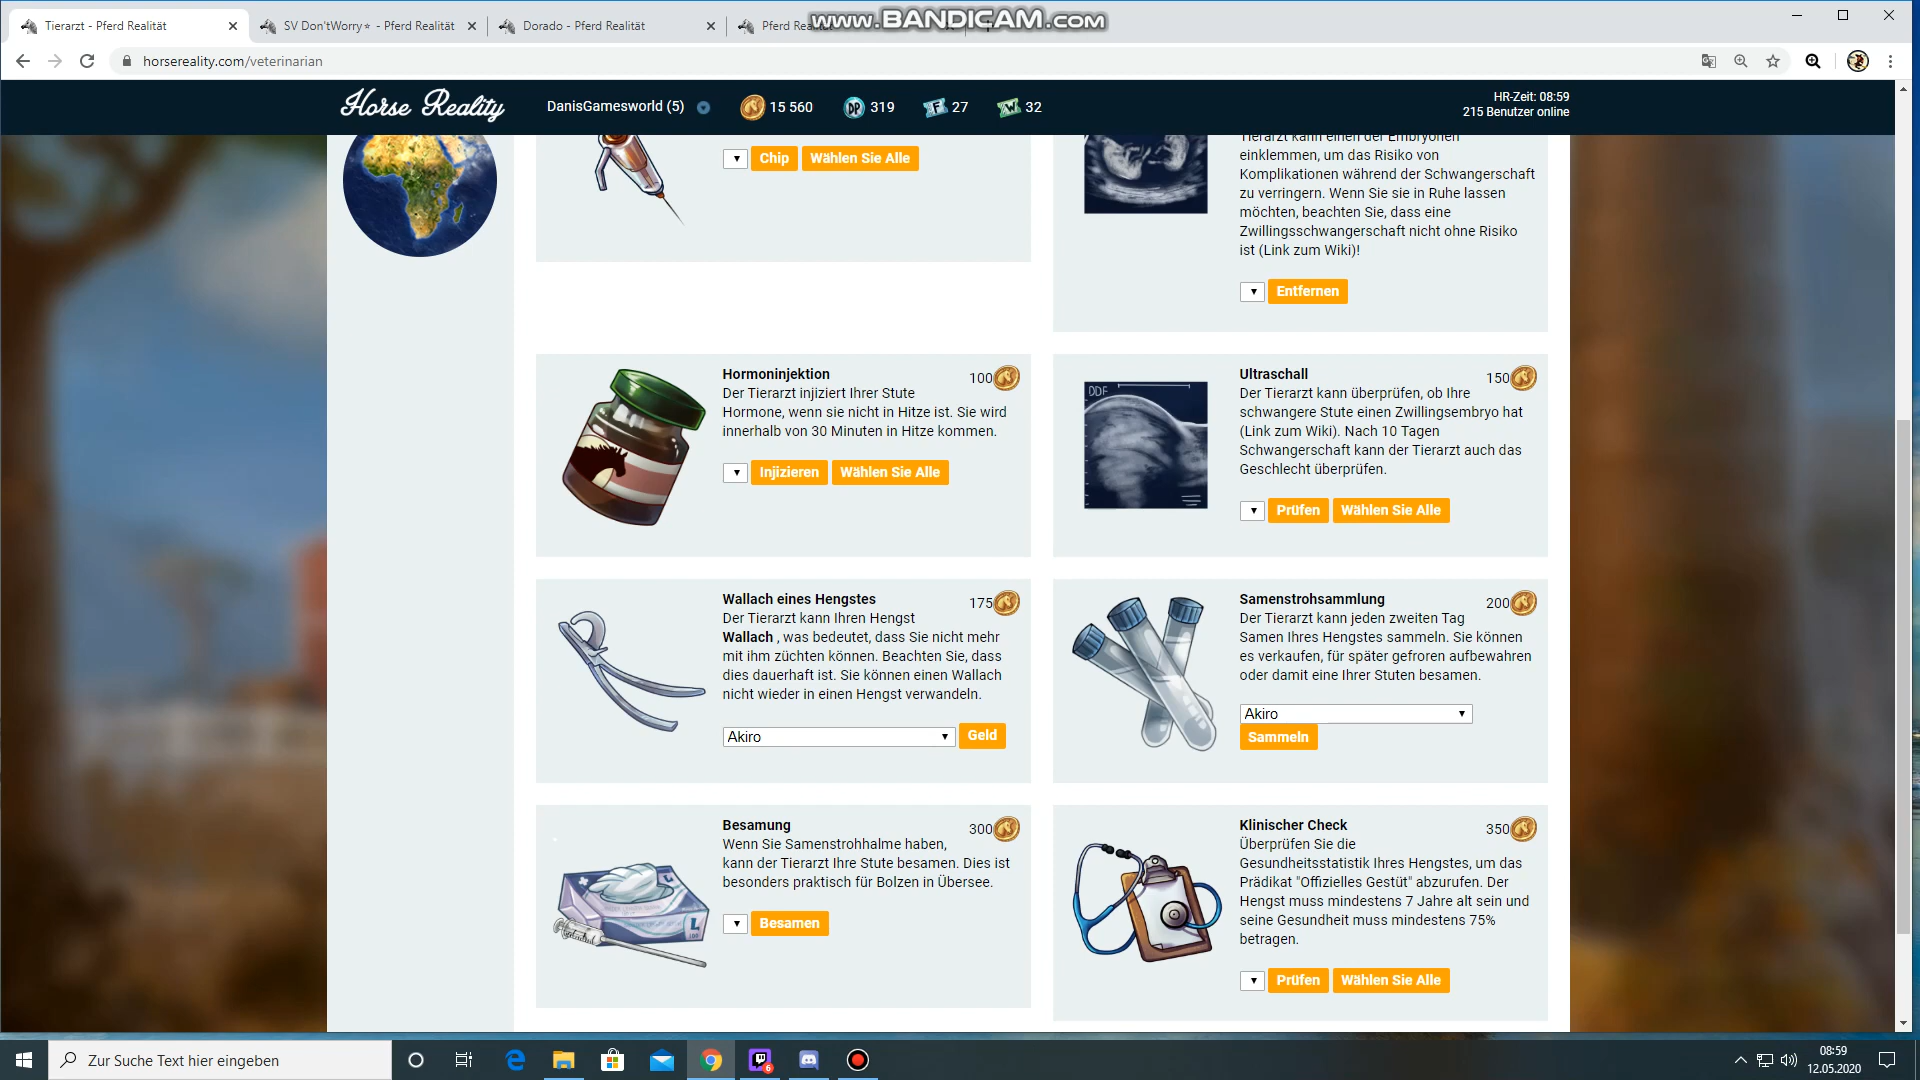 Tierarzt - Pferd Realität
SV Don'tWorry⭐ - Pferd Realität
Dorado - Pferd Realität
www.BANDICAM.com
horsereality.com/veterinarian
Horse Reality
DanisGamesworld (5)
15 560
DP 319
F 27
W 32
HR-Zeit: 08:59
215 Benutzer online
Chip
Wählen Sie Alle
Tierarzt kann einen der Embryonen
einklemmen, um das Risiko von
Komplikationen während der Schwangerschaft
zu verringern. Wenn Sie sie in Ruhe lassen
möchten, beachten Sie, dass eine
Zwillingsschwangerschaft nicht ohne Risiko
ist (Link zum Wiki)!
Entfernen
Hormoninjektion
100
Der Tierarzt injiziert Ihrer Stute
Hormone, wenn sie nicht in Hitze ist. Sie wird
innerhalb von 30 Minuten in Hitze kommen.
Injizieren
Wählen Sie Alle
DDF
Ultraschall
150
Der Tierarzt kann überprüfen, ob Ihre
schwangere Stute einen Zwillingsembryo hat
(Link zum Wiki). Nach 10 Tagen
Schwangerschaft kann der Tierarzt auch das
Geschlecht überprüfen.
Prüfen
Wählen Sie Alle
Wallach eines Hengstes
175
Der Tierarzt kann Ihren Hengst
Wallach , was bedeutet, dass Sie nicht mehr
mit ihm züchten können. Beachten Sie, dass
dies dauerhaft ist. Sie können einen Wallach
nicht wieder in einen Hengst verwandeln.
Akiro
Geld
Samenstrohsammlung
200
Der Tierarzt kann jeden zweiten Tag
Samen Ihres Hengstes sammeln. Sie können
es verkaufen, für später gefroren aufbewahren
oder damit eine Ihrer Stuten besamen.
Akiro
Sammeln
Besamung
300
Wenn Sie Samenstrohhalme haben,
kann der Tierarzt Ihre Stute besamen. Dies ist
besonders praktisch für Bolzen in Übersee.
Besamen
L
Klinischer Check
350
Überprüfen Sie die
Gesundheitsstatistik Ihres Hengstes, um das
Prädikat "Offizielles Gestüt" abzurufen. Der
Hengst muss mindestens 7 Jahre alt sein und
seine Gesundheit muss mindestens 75%
betragen.
Prüfen
Wählen Sie Alle
Zur Suche Text hier eingeben
6
08:59
12.05.2020